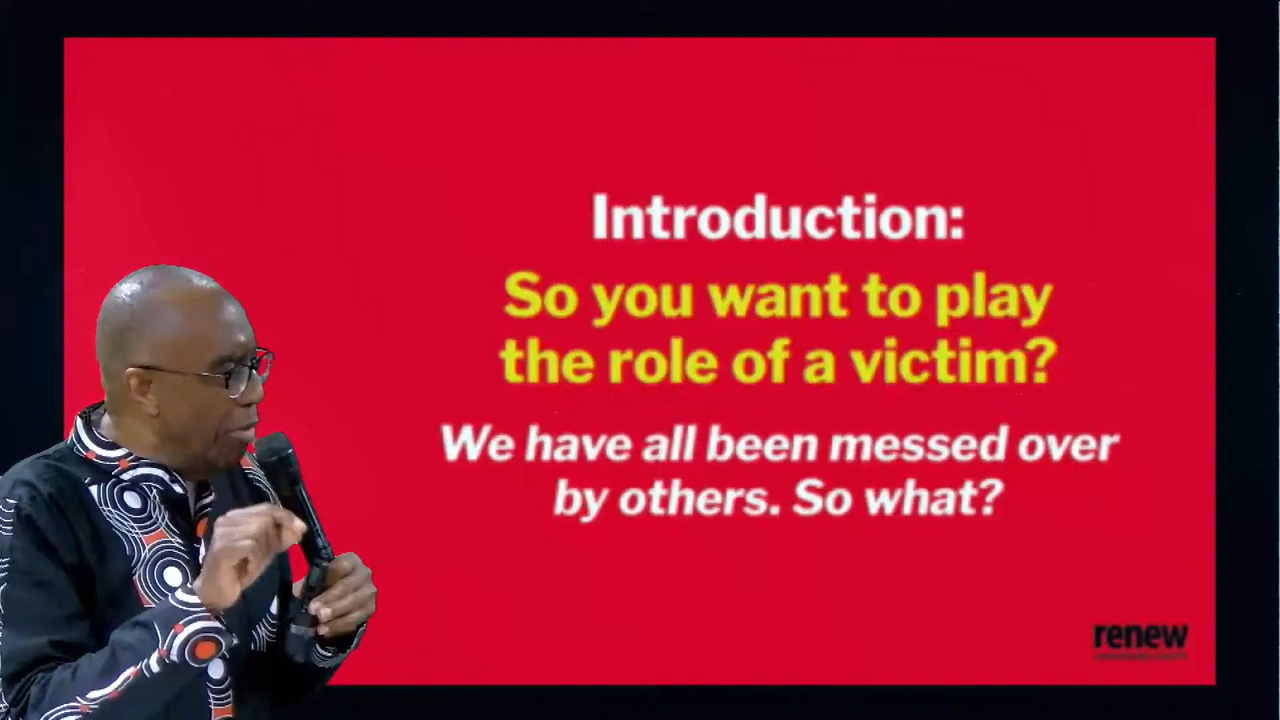 Introduction:
So you want to play
the role of a victim?
We have all been messed over
by others. So what?
renew